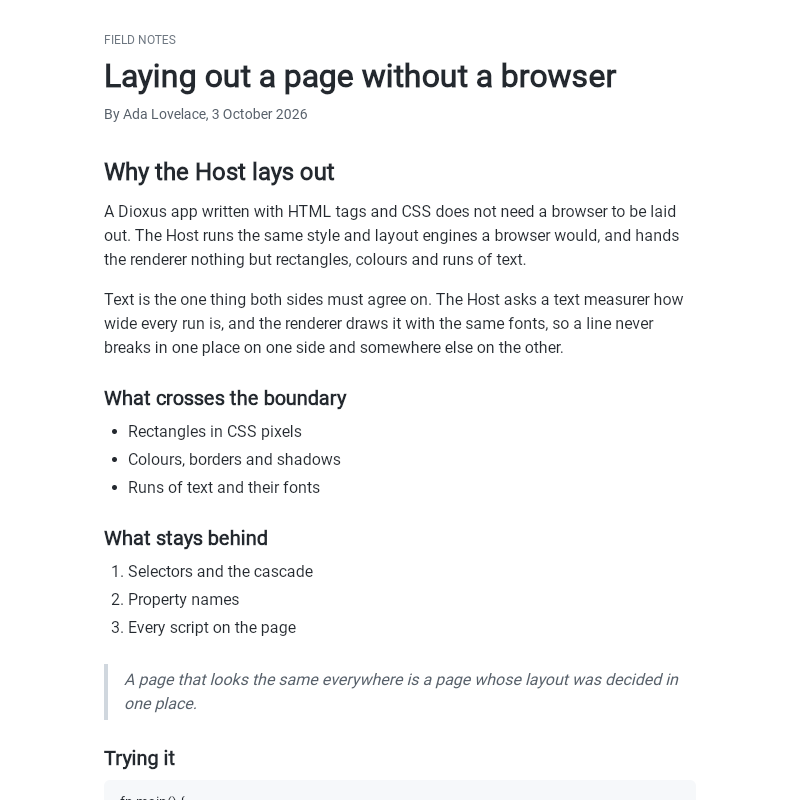 FIELD NOTES
Laying out a page without a browser
By Ada Lovelace, 3 October 2026
Why the Host lays out
A Dioxus app written with HTML tags and CSS does not need a browser to be laid
out. The Host runs the same style and layout engines a browser would, and hands
the renderer nothing but rectangles, colours and runs of text.
Text is the one thing both sides must agree on. The Host asks a text measurer how
wide every run is, and the renderer draws it with the same fonts, so a line never
breaks in one place on one side and somewhere else on the other.
What crosses the boundary
• Rectangles in CSS pixels
• Colours, borders and shadows
• Runs of text and their fonts
What stays behind
1. Selectors and the cascade
2. Property names
3. Every script on the page
A page that looks the same everywhere is a page whose layout was decided in
one place.
Trying it
fn main() {